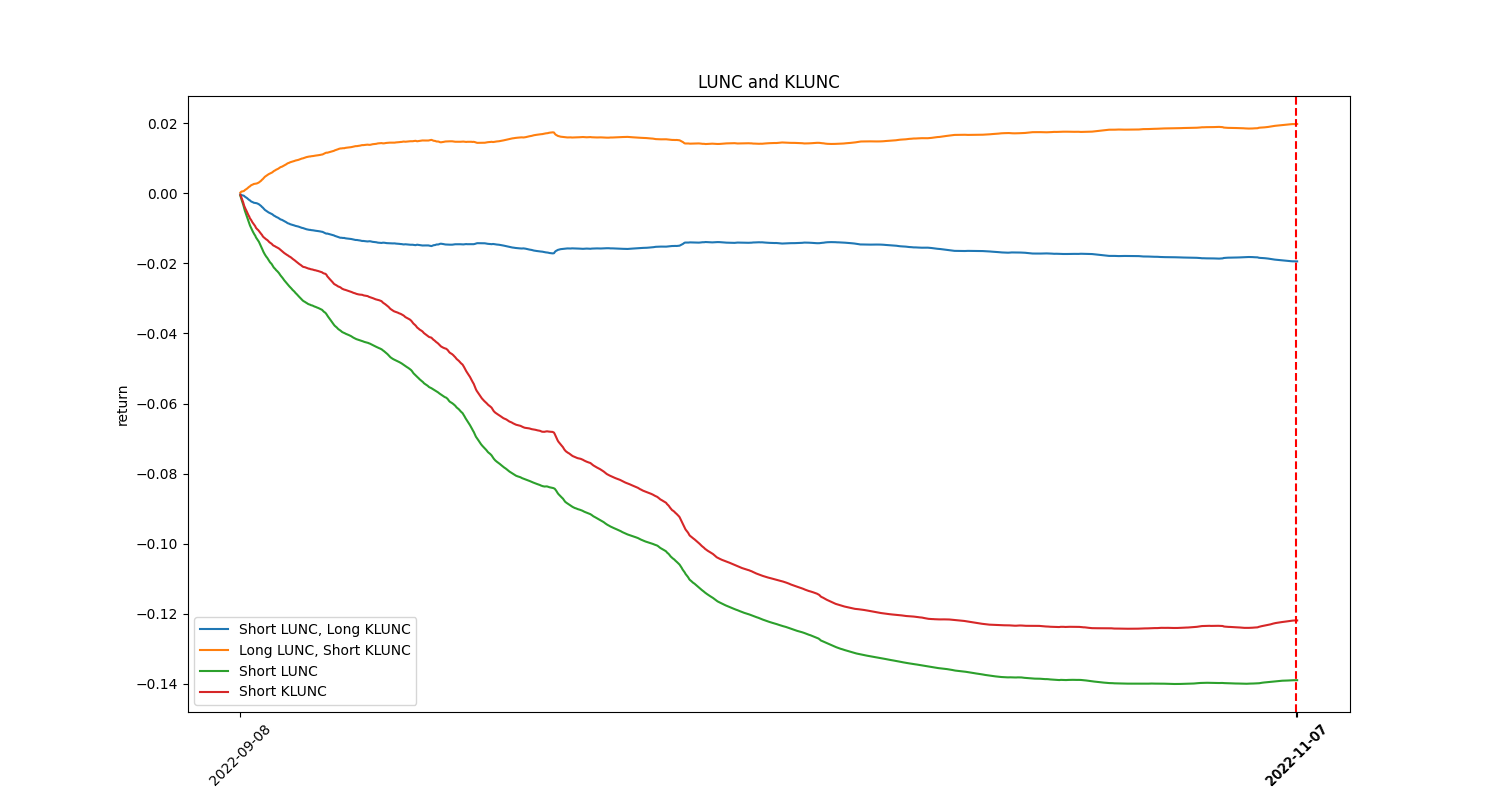 LUNC and KLUNC
return
0.02
0.00
−0.02
−0.04
−0.06
−0.08
−0.10
−0.12
−0.14
Short LUNC, Long KLUNC
Long LUNC, Short KLUNC
Short LUNC
Short KLUNC
2022-09-08
2022-11-07